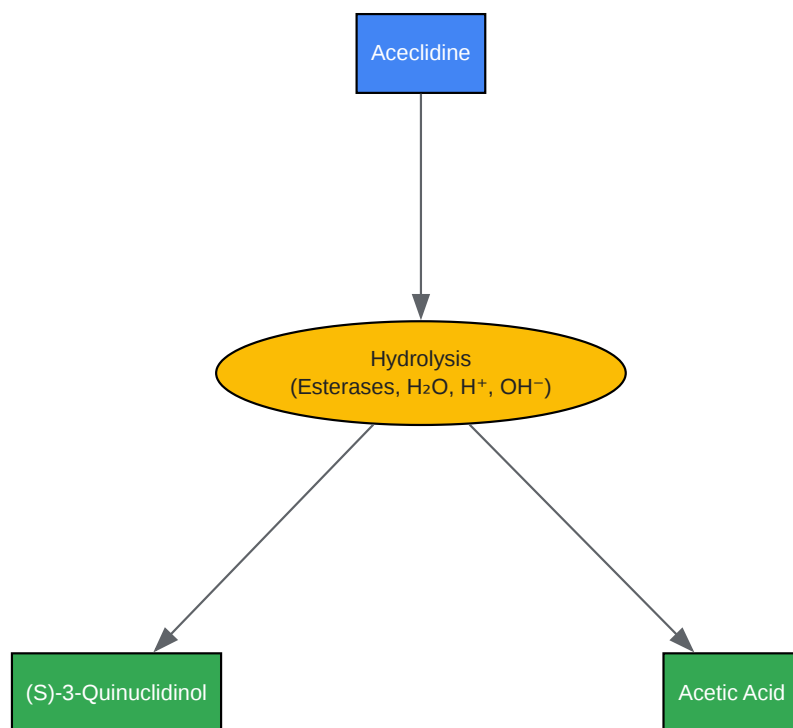 Aceclidine
Hydrolysis
(Esterases, H₂O, H⁺, OH⁻)
(S)-3-Quinuclidinol
Acetic Acid